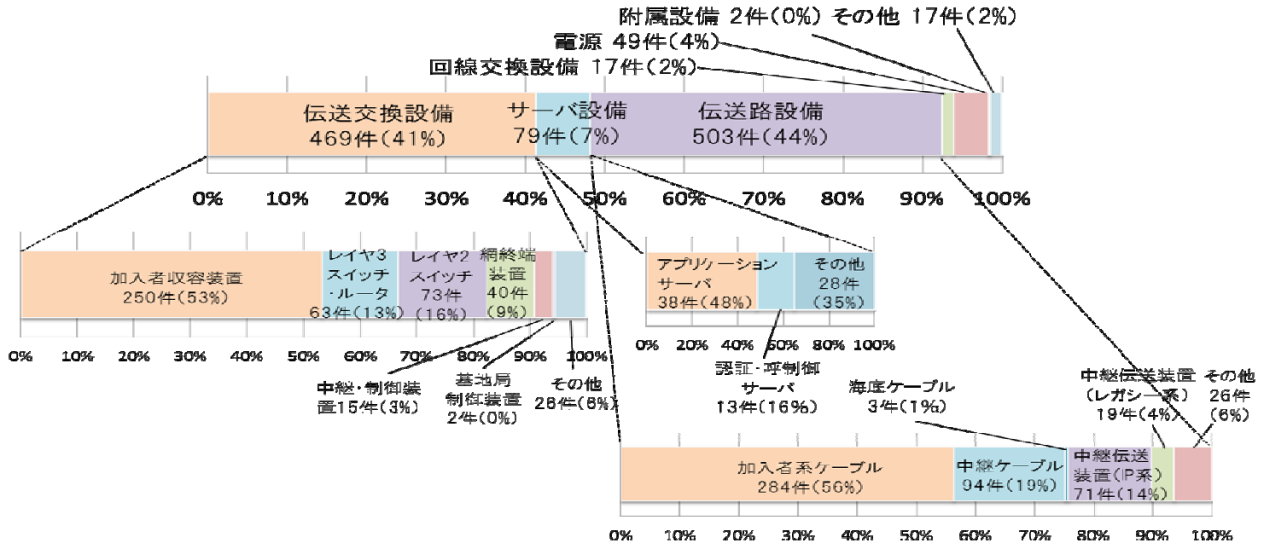 附属設備 2件(0%) その他 17件(2%)
電源 49件(4%)
回線交換設備 17件(2%)
伝送交換設備
469件(41%)
サーバ設備
79件(7%)
伝送路設備
503件(44%)
0% 10% 20% 30% 40% 50% 60% 70% 80% 90% 100%
加入者収容装置
250件(53%)
レイヤ3
スイッチ
・ルータ
63件(13%)
レイヤ2
スイッチ
73件
(16%)
網終端
装置
40件
(9%)
0% 10% 20% 30% 40% 50% 60% 70% 80% 90% 100%
中継・制御装
置15件(3%)
基地局
制御装置
2件(0%)
その他
26件(6%)
アプリケーション
サーバ
38件(48%)
その他
28件
(35%)
0% 20% 40% 60% 80% 100%
認証・呼制御
サーバ
13件(16%)
海底ケーブル
3件(1%)
中継伝送装置
(レガシー系)
19件(4%)
その他
26件
(6%)
加入者系ケーブル
284件(56%)
中継ケーブル
94件(19%)
中継伝送
装置(IP系)
71件(14%)
0% 10% 20% 30% 40% 50% 60% 70% 80% 90% 100%